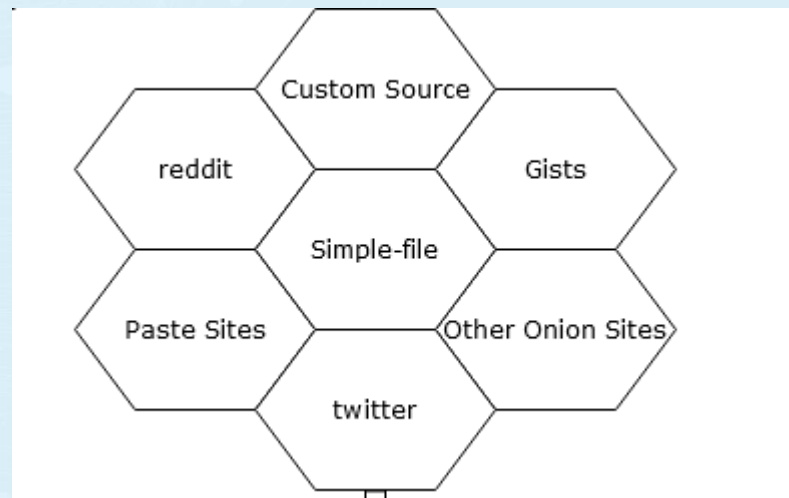 Custom Source
reddit
Gists
Simple-file
Paste Sites
Other Onion Sites
twitter